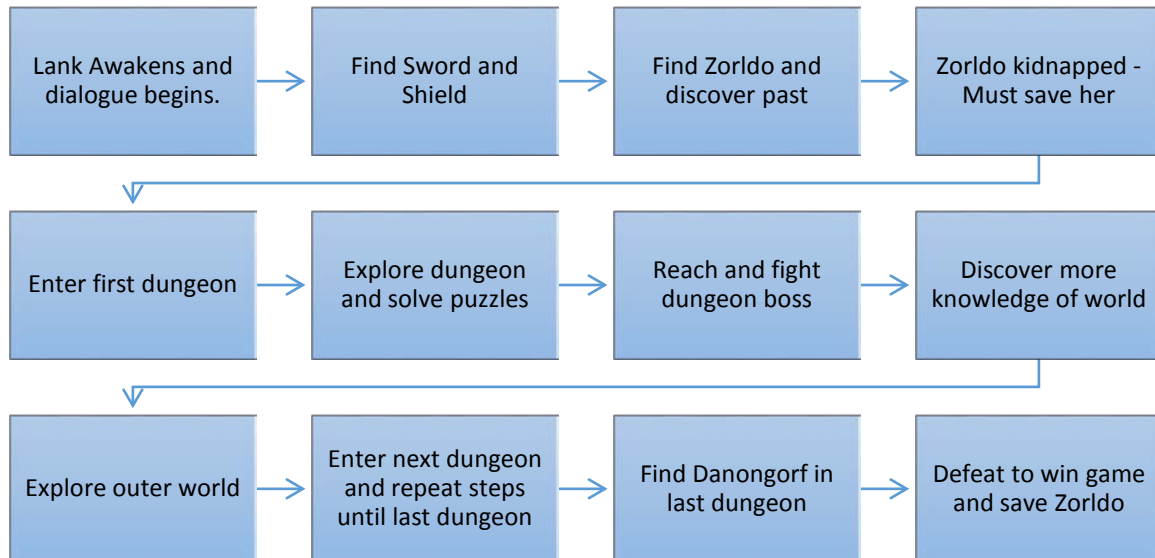 Lank Awakens and
dialogue begins.
Find Sword and
Shield
Find Zorldo and
discover past
Zorldo kidnapped -
Must save her
Enter first dungeon
Explore dungeon
and solve puzzles
Reach and fight
dungeon boss
Discover more
knowledge of world
Explore outer world
Enter next dungeon
and repeat steps
until last dungeon
Find Danongorf in
last dungeon
Defeat to win game
and save Zorldo